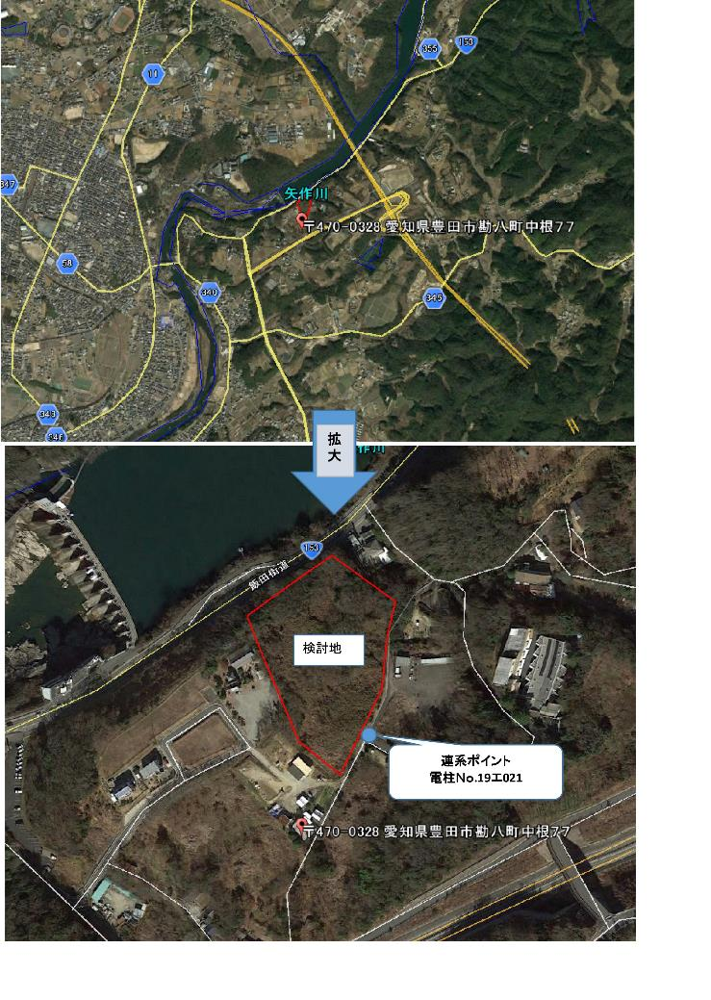 355
153
11
347
矢作川
〒470-0328 愛知県豊田市勘八町中根77
58
340
345
343
346
拡大
作川
153
飯田街道
検討地
連系ポイント
電柱No.19エ021
〒470-0328 愛知県豊田市勘八町中根77